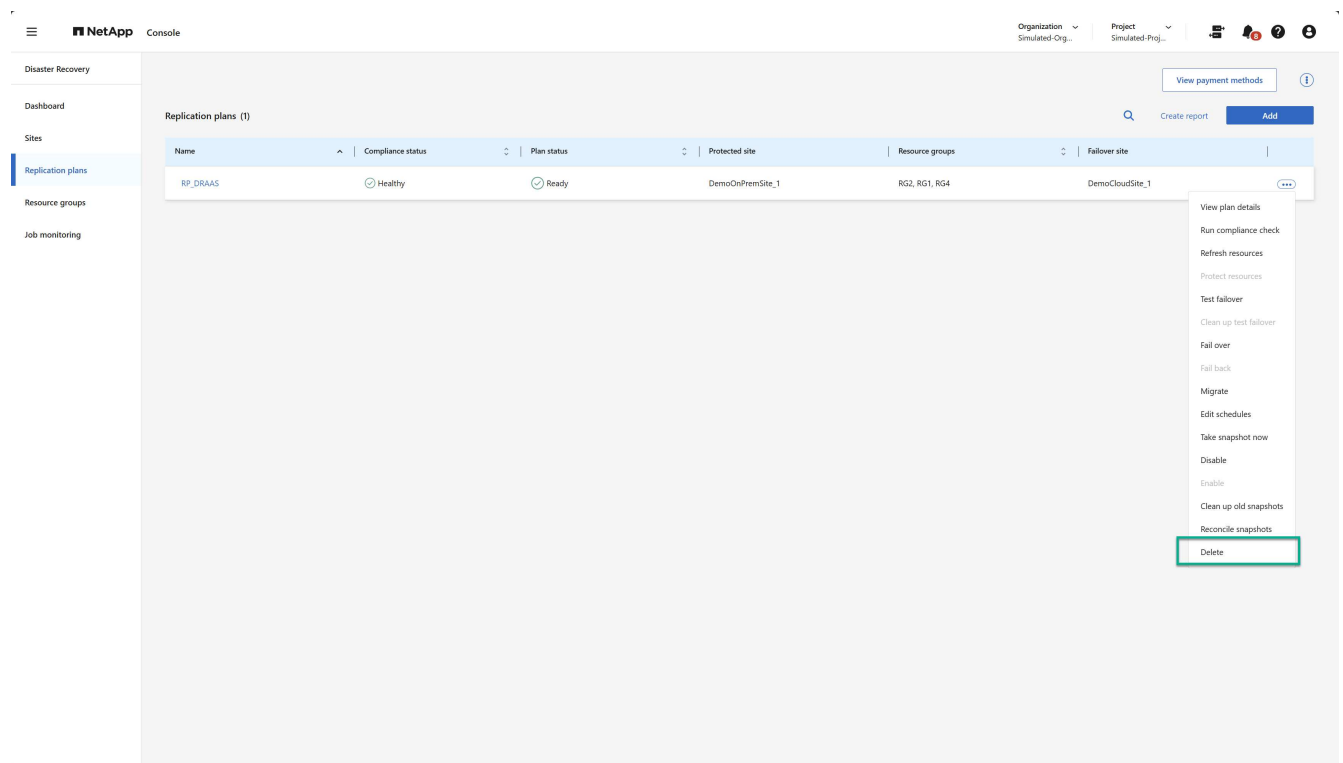 NetApp Console
Organization
Simulated-Org...
Project
Simulated-Proj...
8
Disaster Recovery
Dashboard
Sites
Replication plans
Resource groups
Job monitoring
View payment methods
Replication plans (1)
Create report
Add
Name Compliance status Plan status Protected site Resource groups Failover site
RP_DRAAS Healthy Ready DemoOnPremSite_1 RG2, RG1, RG4 DemoCloudSite_1
View plan details
Run compliance check
Refresh resources
Protect resources
Test failover
Clean up test failover
Fail over
Fail back
Migrate
Edit schedules
Take snapshot now
Disable
Enable
Clean up old snapshots
Reconcile snapshots
Delete